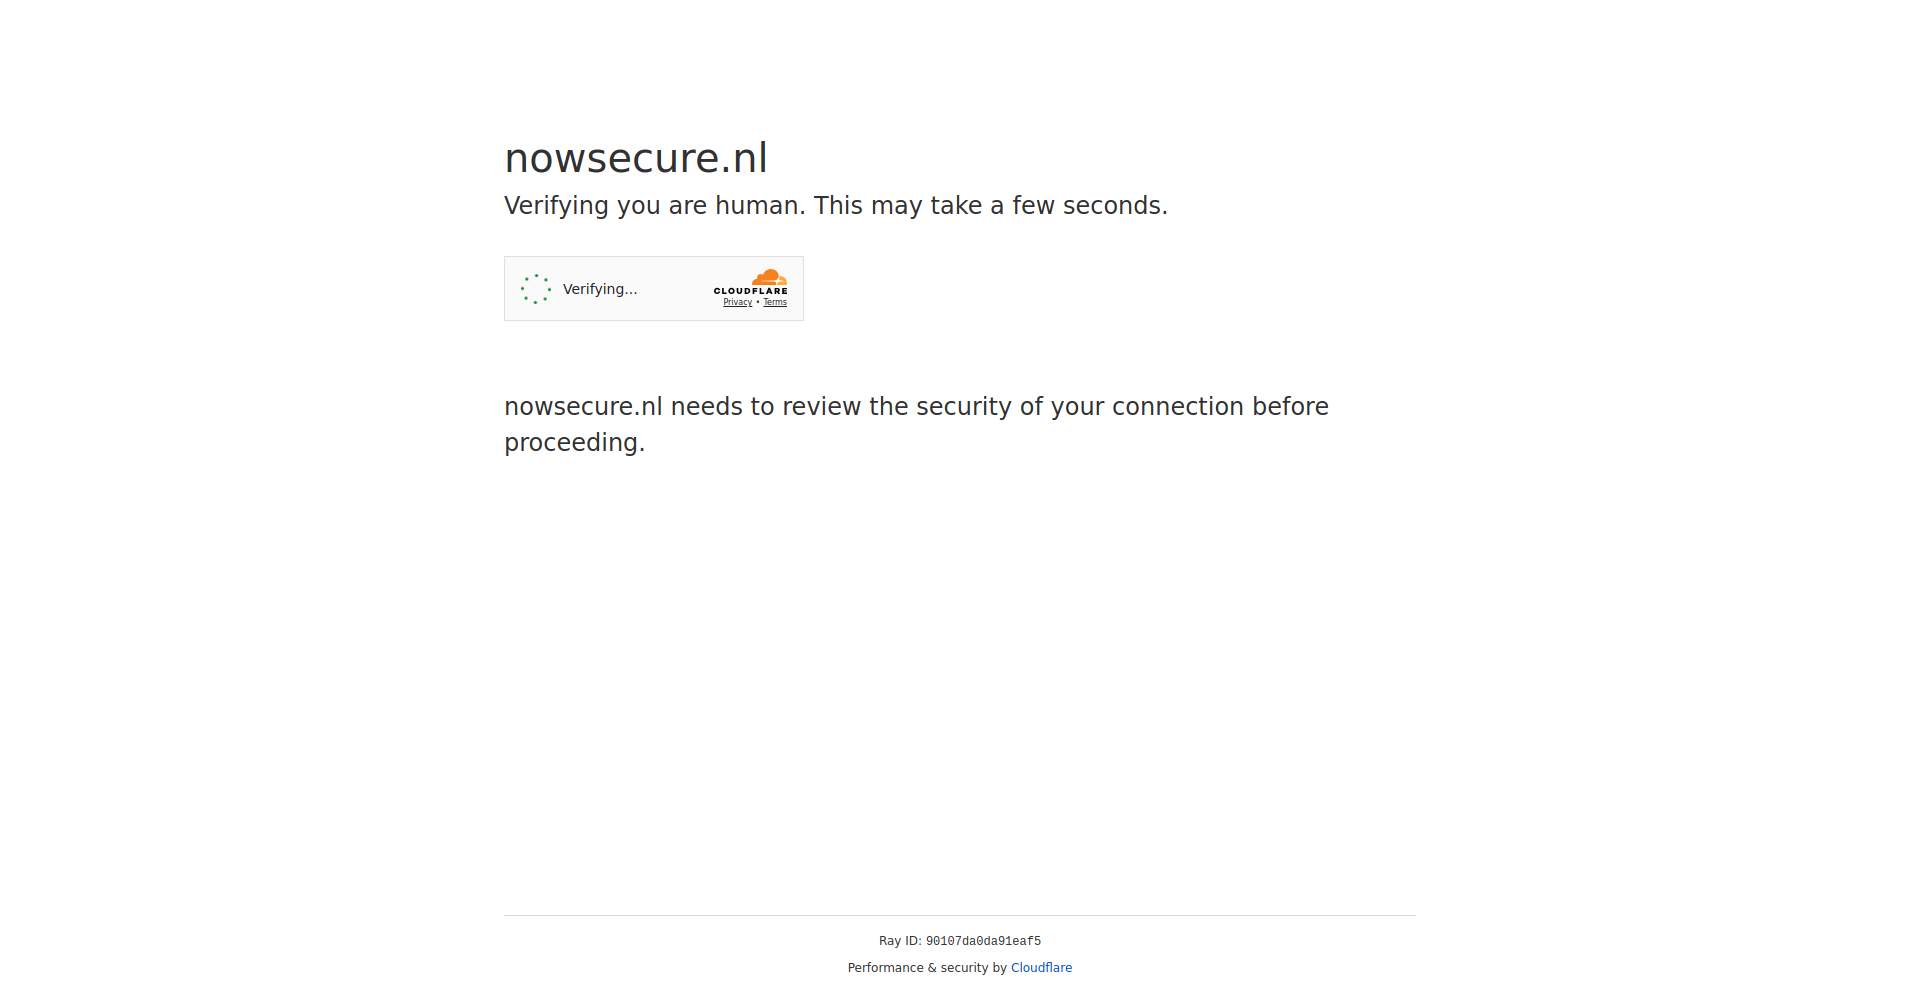 nowsecure.nl
Verifying you are human. This may take a few seconds.
Verifying...
CLOUDFLARE
Privacy • Terms
nowsecure.nl needs to review the security of your connection before
proceeding.
Ray ID: 90107da0da91eaf5
Performance & security by Cloudflare